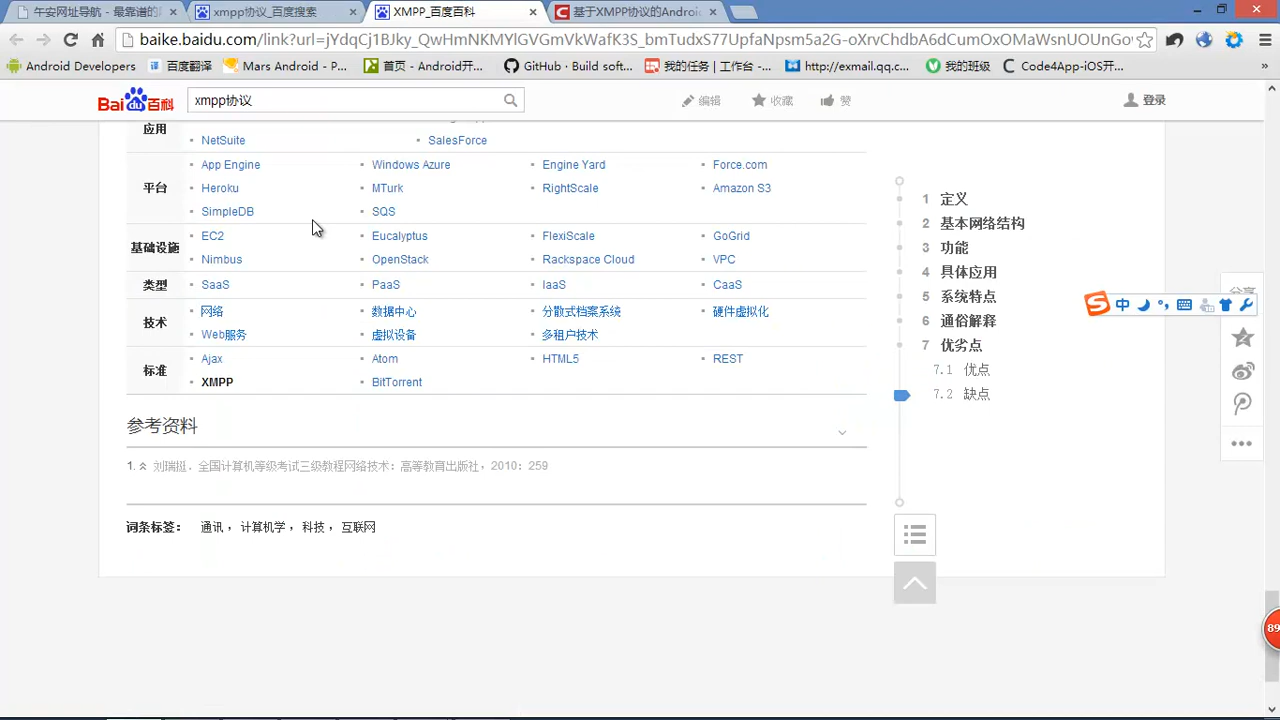 午安网址导航 - 最靠谱的 xmpp协议_百度搜索 XMPP_百度百科 基于XMPP协议的Android
baike.baidu.com/link?url=jYdqCj1BJky_QwHmNKMYlGVGmVkWafK3S_bmTudxS77UpfaNpsm5a2G-oXrvChdbA6dCumOxOMaWsnUOUnGo
Android Developers 百度翻译 Mars Android - P... 首页 - Android开... GitHub · Build soft... 我的任务 | 工作台 -... http://exmail.qq.c... 我的班级 Code4App-iOS开... »
Bai百科 xmpp协议 编辑 收藏 赞 登录
应用
NetSuite SalesForce
平台 App Engine Windows Azure Engine Yard Force.com
Heroku MTurk RightScale Amazon S3
SimpleDB SQS
基础设施 EC2 Eucalyptus FlexiScale GoGrid
Nimbus OpenStack Rackspace Cloud VPC
类型 SaaS PaaS IaaS CaaS
技术 网络 数据中心 分散式档案系统 硬件虚拟化
Web服务 虚拟设备 多租户技术
标准 Ajax Atom HTML5 REST
XMPP BitTorrent
参考资料
1. 刘瑞挺．全国计算机等级考试三级教程网络技术：高等教育出版社，2010：259
词条标签： 通讯，计算机学，科技，互联网
1 定义
2 基本网络结构
3 功能
4 具体应用
5 系统特点
6 通俗解释
7 优劣点
7.1 优点
7.2 缺点
分享
中
89